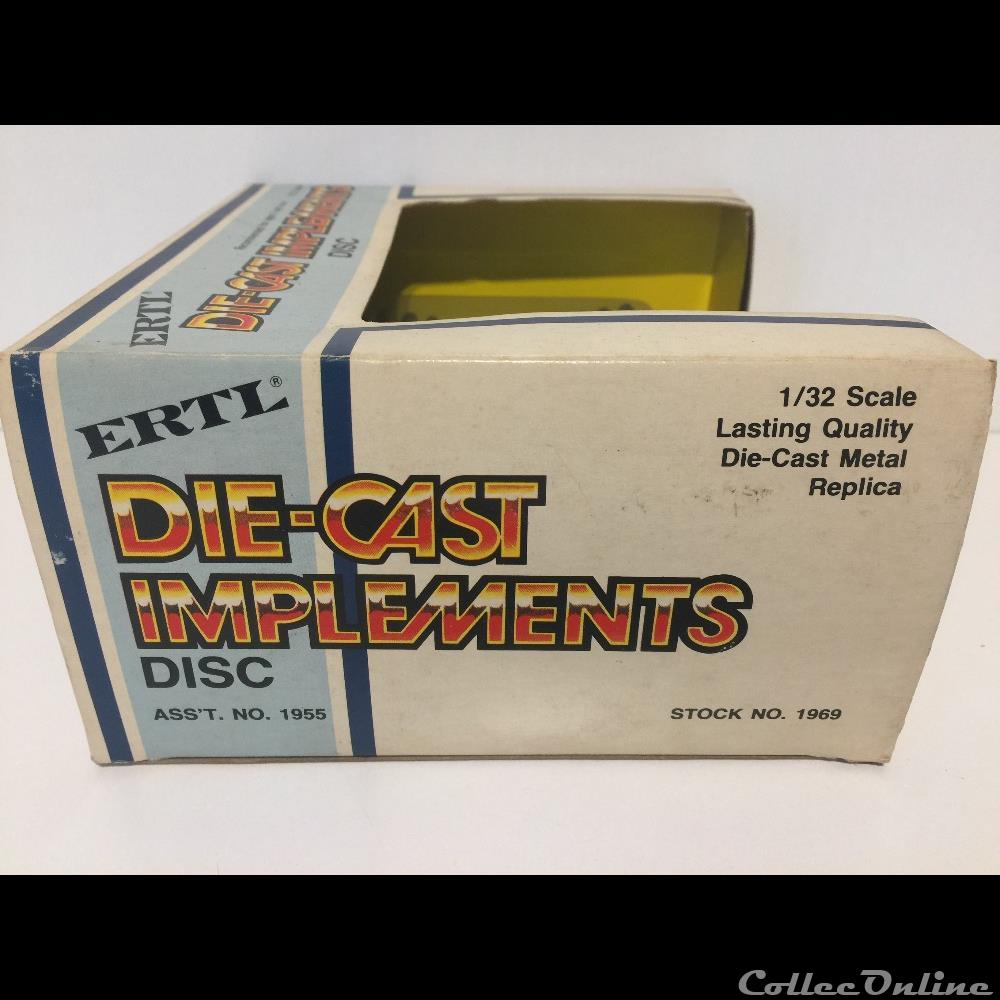 ERTL
DIE-CAST IMPLEMENTS
DISC
ERTL®
DIE-CAST
IMPLEMENTS
DISC
ASS'T. NO. 1955
1/32 Scale
Lasting Quality
Die-Cast Metal
Replica
STOCK NO. 1969
CollecOnline